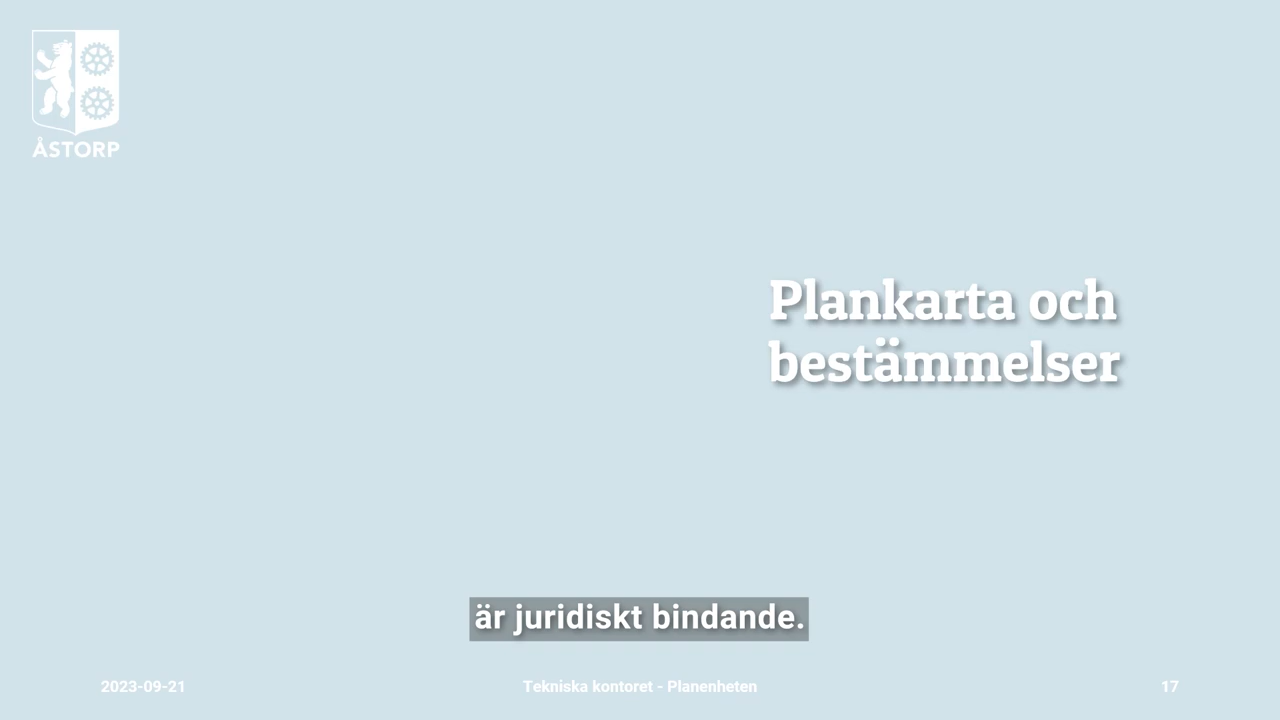 ÅSTORP
Plankarta och
bestämmelser
är juridiskt bindande.
2023-09-21
Tekniska kontoret - Planenheten
17